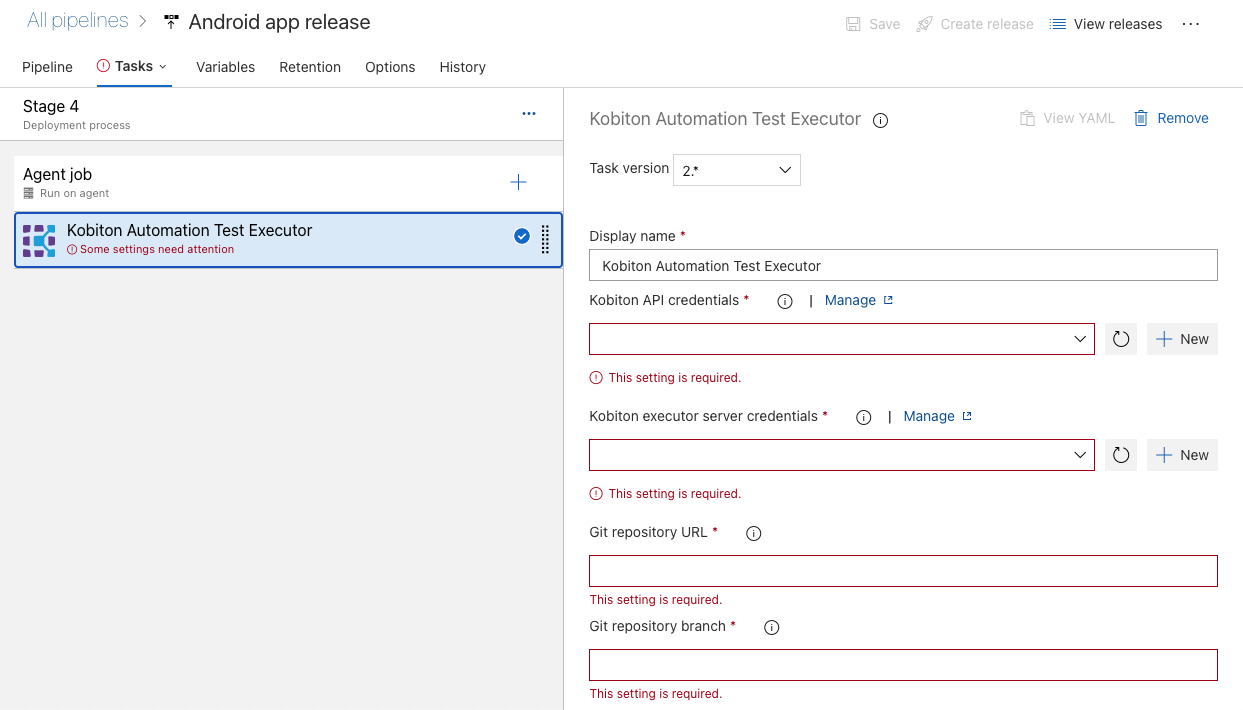 All pipelines > Android app release
Save Create release View releases ...
Pipeline Tasks Variables Retention Options History
Stage 4
Deployment process
...
Agent job
Run on agent
Kobiton Automation Test Executor
Some settings need attention
Kobiton Automation Test Executor
View YAML Remove
Task version 2.*
Display name *
Kobiton Automation Test Executor
Kobiton API credentials * | Manage
New
This setting is required.
Kobiton executor server credentials * | Manage
New
This setting is required.
Git repository URL *
This setting is required.
Git repository branch *
This setting is required.